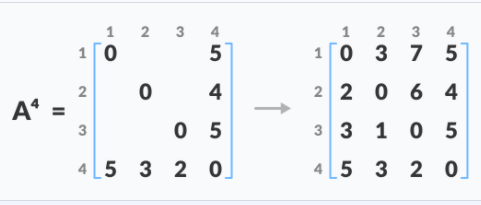 1 2 3 4 1 2 3 4
1 0 5 1 0 3 7 5
2 0 4 2 2 0 6 4
A⁴ =
3 0 5 3 3 1 0 5
4 5 3 2 0 4 5 3 2 0